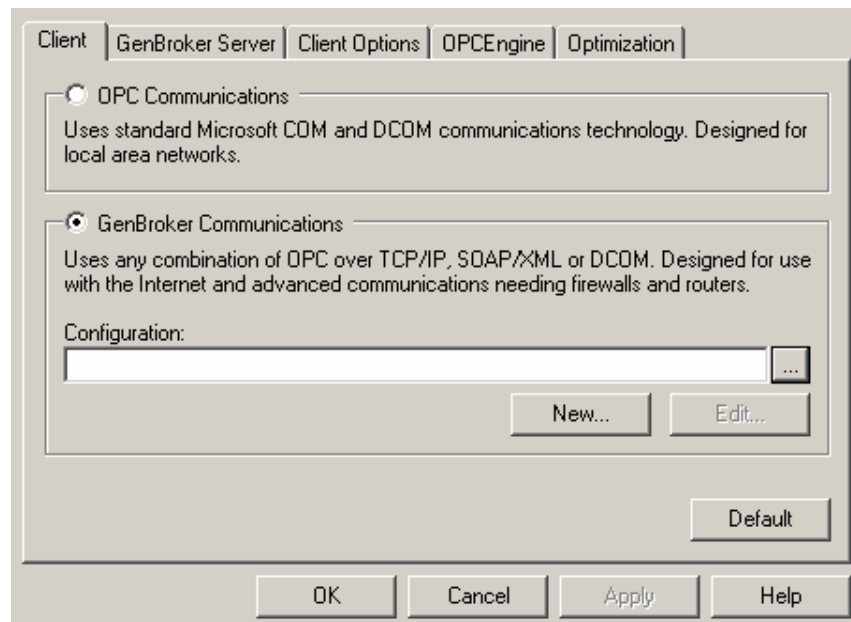 Client GenBroker Server Client Options OPCEngine Optimization
OPC Communications
Uses standard Microsoft COM and DCOM communications technology. Designed for
local area networks.
GenBroker Communications
Uses any combination of OPC over TCP/IP, SOAP/XML or DCOM. Designed for use
with the Internet and advanced communications needing firewalls and routers.
Configuration:
...
New... Edit...
Default
OK Cancel Apply Help